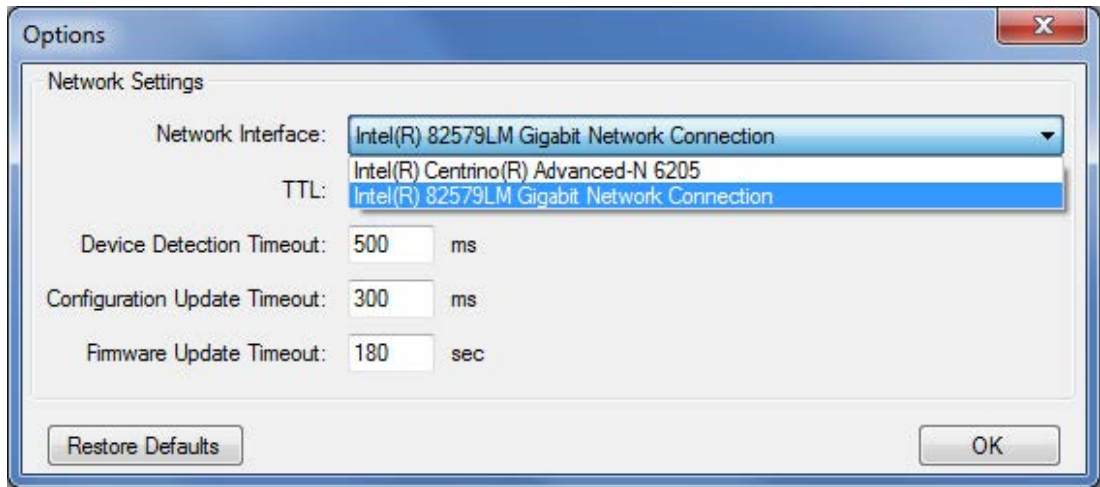 Options
Network Settings
Network Interface: Intel(R) 82579LM Gigabit Network Connection
Intel(R) Centrino(R) Advanced-N 6205
TTL: Intel(R) 82579LM Gigabit Network Connection
Device Detection Timeout: 500 ms
Configuration Update Timeout: 300 ms
Firmware Update Timeout: 180 sec
Restore Defaults OK